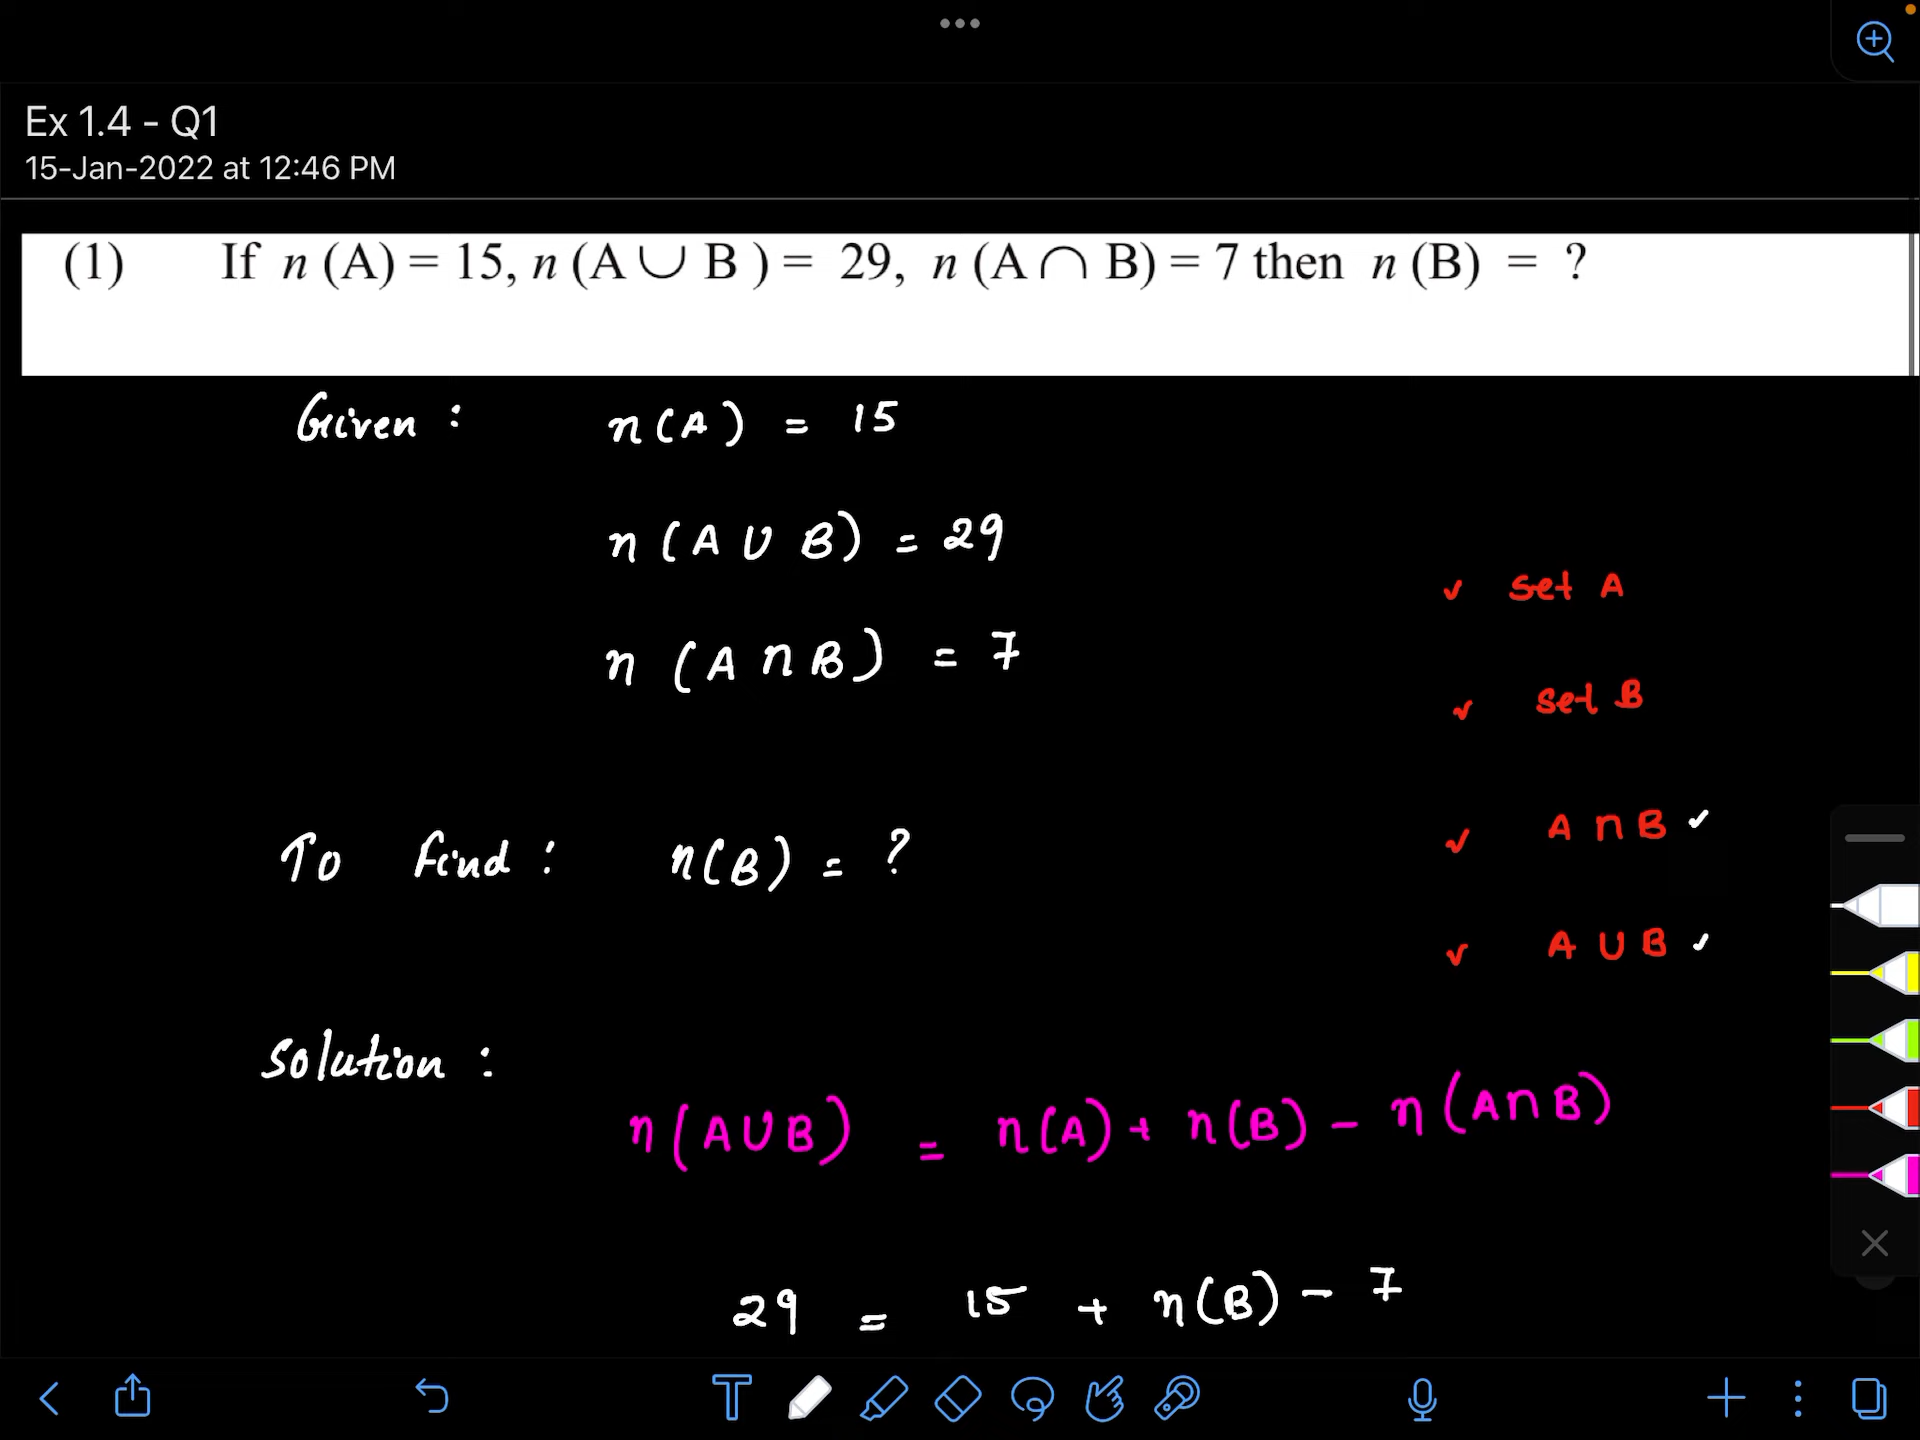 Ex 1.4 - Q1
15-Jan-2022 at 12:46 PM
(1) If n (A) = 15, n (A ∪ B ) = 29, n (A ∩ B) = 7 then n (B) = ?
Given : n(A) = 15
n (A ∪ B) = 29
n (A ∩ B) = 7
✓ Set A
✓ Set B
✓ A ∩ B ✓
✓ A ∪ B ✓
To find : n(B) = ?
Solution :
n(A∪B) = n(A) + n(B) - n(A∩B)
29 = 15 + n(B) - 7